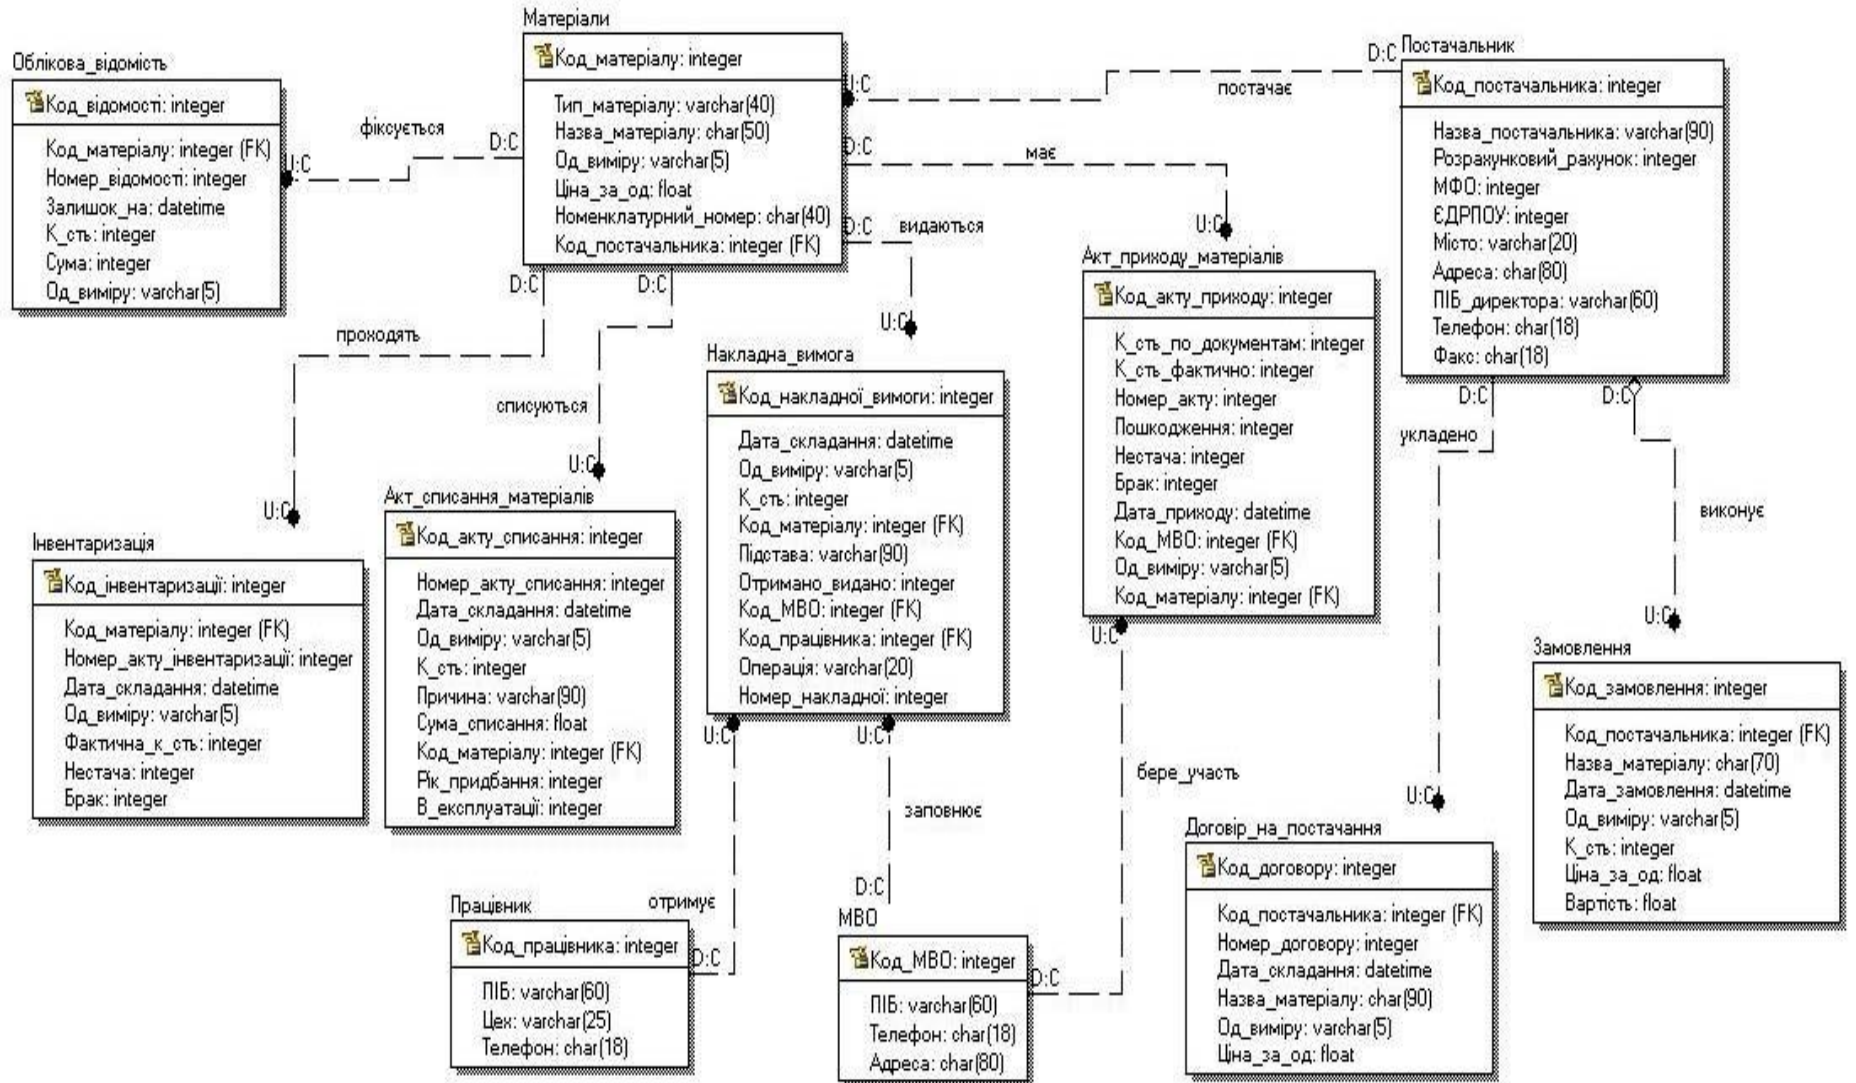 Матеріали
Код_матеріалу: integer
Тип_матеріалу: varchar(40)
Назва_матеріалу: char(50)
Од_виміру: varchar(5)
Ціна_за_од: float
Номенклатурний_номер: char(40)
Код_постачальника: integer (FK)
Облікова_відомість
Код_відомості: integer
Код_матеріалу: integer (FK)
Номер_відомості: integer
Залишок_на: datetime
К_сть: integer
Сума: integer
Од_виміру: varchar(5)
U:C
фіксується
D:C
U:C
постачає
D:C
Постачальник
Код_постачальника: integer
Назва_постачальника: varchar(90)
Розрахунковий_рахунок: integer
МФО: integer
ЄДРПОУ: integer
Місто: varchar(20)
Адреса: char(80)
ПІБ_директора: varchar(60)
Телефон: char(18)
Факс: char(18)
D:C
має
U:C
D:C
видаються
U:C
D:C
проходять
U:C
D:C
списуються
U:C
Акт_приходу_матеріалів
Код_акту_приходу: integer
К_сть_по_документам: integer
К_сть_фактично: integer
Номер_акту: integer
Пошкодження: integer
Нестача: integer
Брак: integer
Дата_приходу: datetime
Код_МВО: integer (FK)
Од_виміру: varchar(5)
Код_матеріалу: integer (FK)
Накладна_вимога
Код_накладної_вимоги: integer
Дата_складання: datetime
Од_виміру: varchar(5)
К_сть: integer
Код_матеріалу: integer (FK)
Підстава: varchar(90)
Отримано_видано: integer
Код_МВО: integer (FK)
Код_працівника: integer (FK)
Операція: varchar(20)
Номер_накладної: integer
Інвентаризація
Код_інвентаризації: integer
Код_матеріалу: integer (FK)
Номер_акту_інвентаризації: integer
Дата_складання: datetime
Од_виміру: varchar(5)
Фактична_к_сть: integer
Нестача: integer
Брак: integer
Акт_списання_матеріалів
Код_акту_списання: integer
Номер_акту_списання: integer
Дата_складання: datetime
Од_виміру: varchar(5)
К_сть: integer
Причина: varchar(90)
Сума_списання: float
Код_матеріалу: integer (FK)
Рік_придбання: integer
В_експлуатації: integer
D:C
укладено
U:C
D:C
виконує
U:C
Замовлення
Код_замовлення: integer
Код_постачальника: integer (FK)
Назва_матеріалу: char(70)
Дата_замовлення: datetime
Од_виміру: varchar(5)
К_сть: integer
Ціна_за_од: float
Вартість: float
U:C
отримує
D:C
U:C
заповнює
D:C
U:C
бере_участь
D:C
Працівник
Код_працівника: integer
ПІБ: varchar(60)
Цех: varchar(25)
Телефон: char(18)
МВО
Код_МВО: integer
ПІБ: varchar(60)
Телефон: char(18)
Адреса: char(80)
Договір_на_постачання
Код_договору: integer
Код_постачальника: integer (FK)
Номер_договору: integer
Дата_складання: datetime
Назва_матеріалу: char(90)
Од_виміру: varchar(5)
Ціна_за_од: float